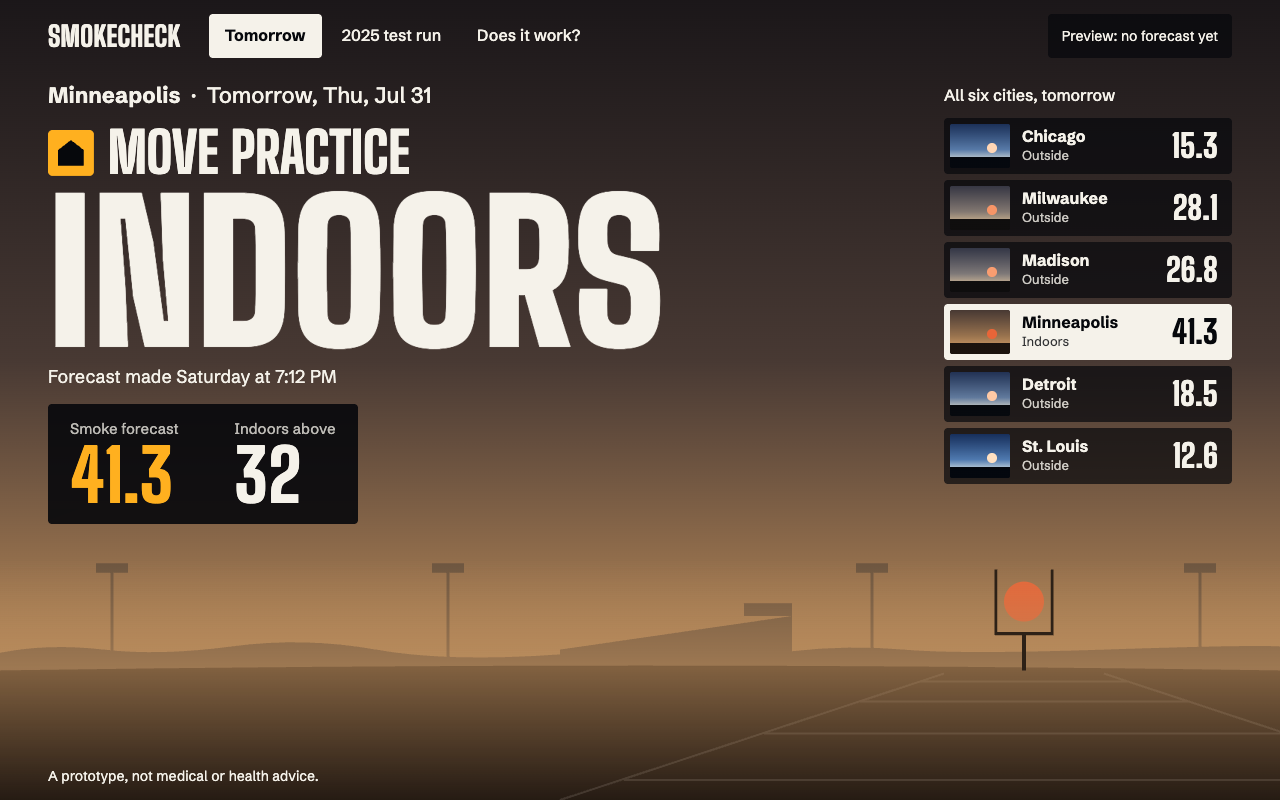 SMOKECHECK
Tomorrow
2025 test run
Does it work?
Preview: no forecast yet
Minneapolis · Tomorrow, Thu, Jul 31
MOVE PRACTICE
INDOORS
Forecast made Saturday at 7:12 PM
Smoke forecast
41.3
Indoors above
32
All six cities, tomorrow
Chicago
Outside
15.3
Milwaukee
Outside
28.1
Madison
Outside
26.8
Minneapolis
Indoors
41.3
Detroit
Outside
18.5
St. Louis
Outside
12.6
A prototype, not medical or health advice.